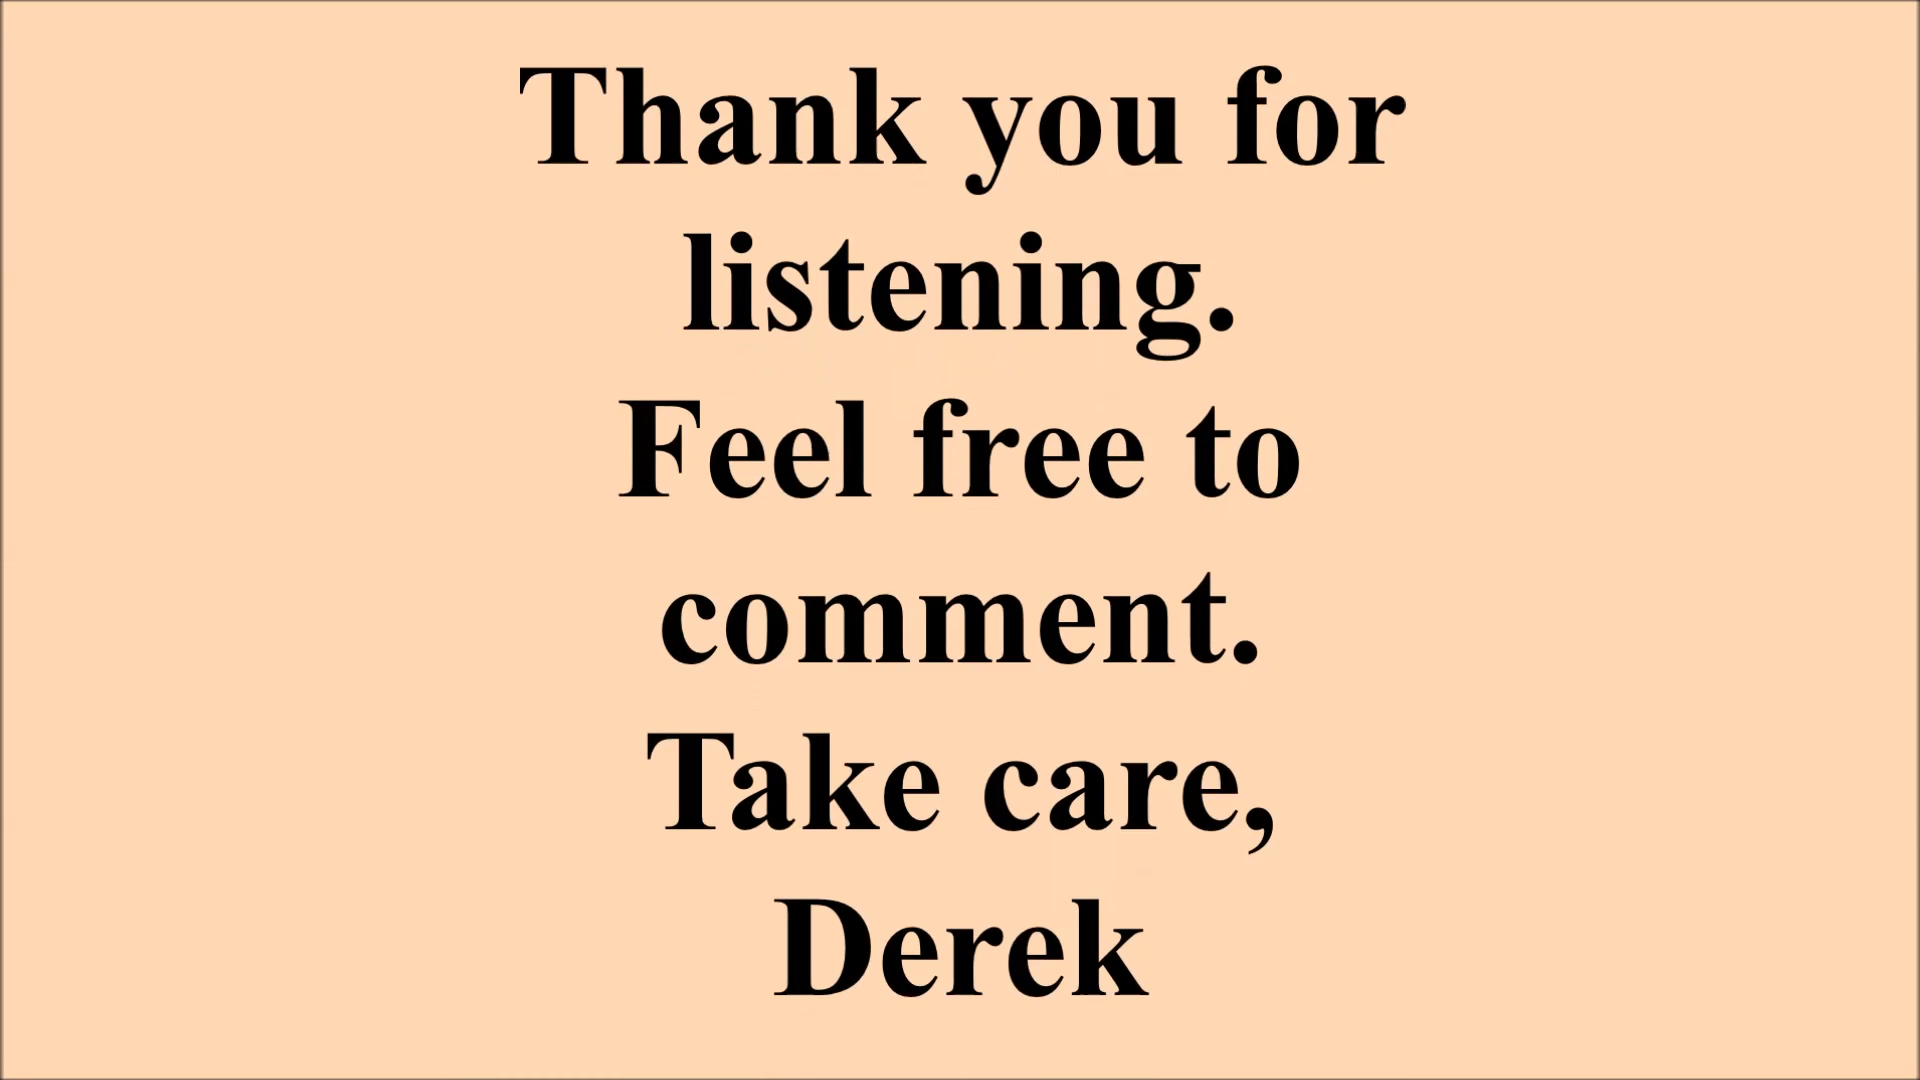 Thank you for
listening.
Feel free to
comment.
Take care,
Derek